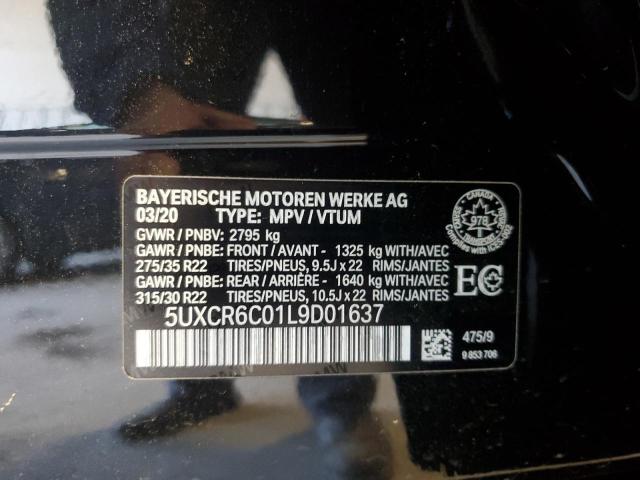 BAYERISCHE MOTOREN WERKE AG
03/20 TYPE: MPV / VTUM
GVWR / PNBV: 2795 kg
GAWR / PNBE: FRONT / AVANT - 1325 kg WITH/AVEC
275/35 R22 TIRES/PNEUS, 9.5J x 22 RIMS/JANTES
GAWR / PNBE: REAR / ARRIÈRE - 1640 kg WITH/AVEC
315/30 R22 TIRES/PNEUS, 10.5J x 22 RIMS/JANTES
5UXCR6C01L9D01637
CANADA
978
EC
475/9
9 853 706